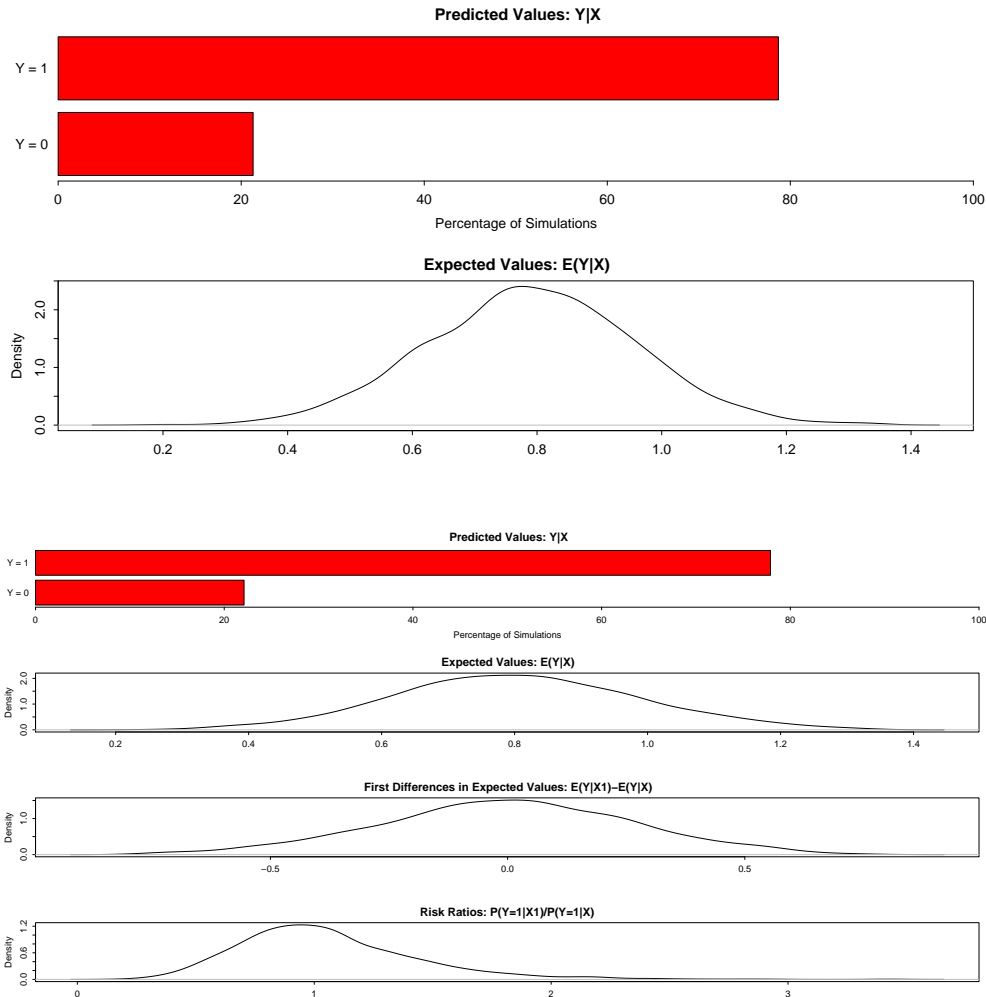 Predicted Values: Y|X
Y = 1
Y = 0
0 20 40 60 80 100
Percentage of Simulations
Expected Values: E(Y|X)
Density
0.0 1.0 2.0
0.2 0.4 0.6 0.8 1.0 1.2 1.4
Predicted Values: Y|X
Y = 1
Y = 0
0 20 40 60 80 100
Percentage of Simulations
Expected Values: E(Y|X)
Density
0.0 1.0 2.0
0.2 0.4 0.6 0.8 1.0 1.2 1.4
First Differences in Expected Values: E(Y|X1)−E(Y|X)
Density
0.0 1.0
−0.5 0.0 0.5
Risk Ratios: P(Y=1|X1)/P(Y=1|X)
Density
0.0 0.6 1.2
0 1 2 3